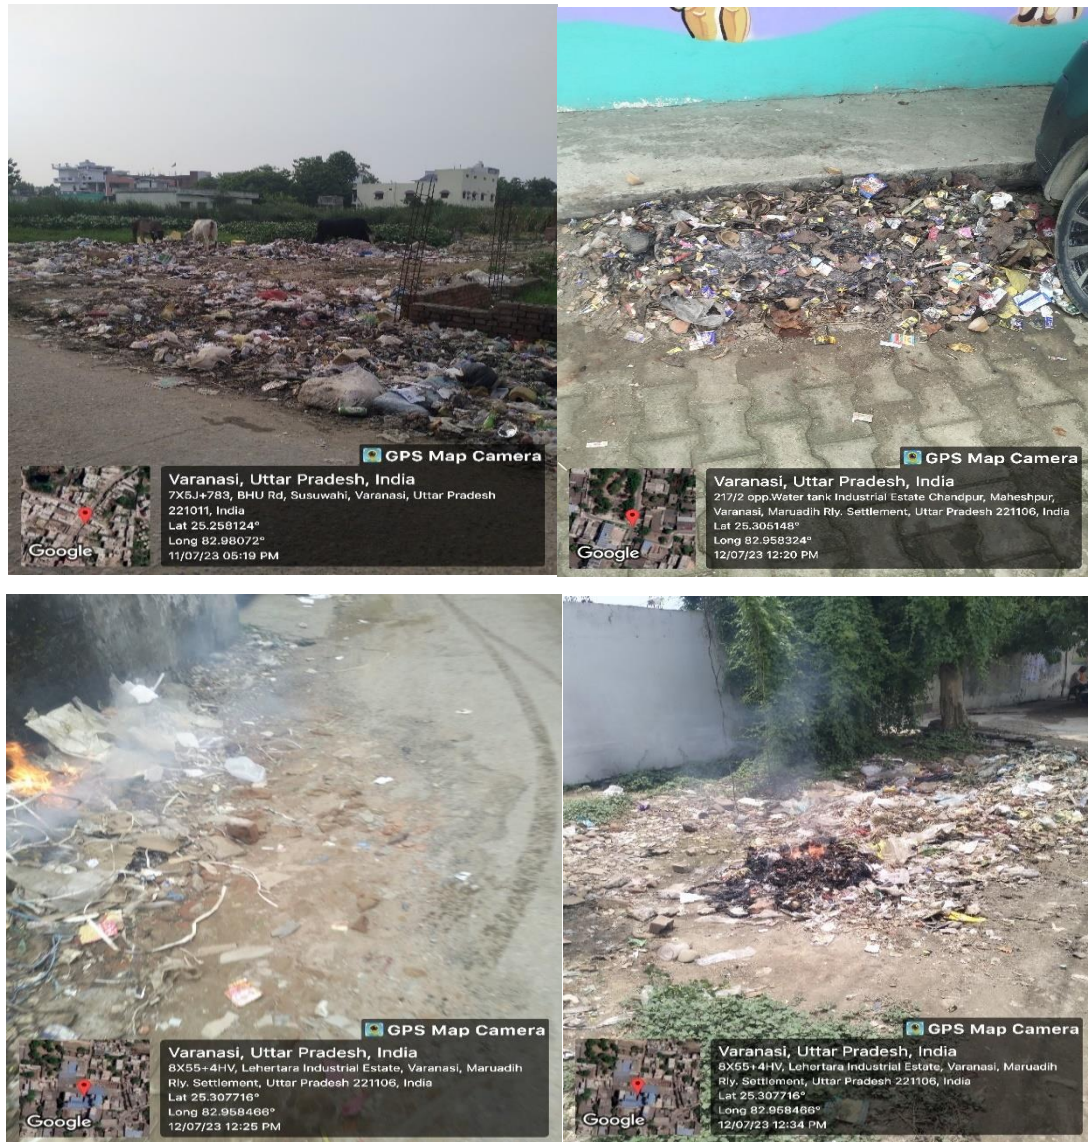 GPS Map Camera
Varanasi, Uttar Pradesh, India
7X5J+783, BHU Rd, Susuwahi, Varanasi, Uttar Pradesh
221011, India
Lat 25.258124°
Long 82.98072°
11/07/23 05:19 PM
Google
GPS Map Camera
Varanasi, Uttar Pradesh, India
217/2 opp.Water tank Industrial Estate Chandpur, Maheshpur,
Varanasi, Maruadih Rly. Settlement, Uttar Pradesh 221106, India
Lat 25.305148°
Long 82.958324°
12/07/23 12:20 PM
Google
GPS Map Camera
Varanasi, Uttar Pradesh, India
8X55+4HV, Lehertara Industrial Estate, Varanasi, Maruadih
Rly. Settlement, Uttar Pradesh 221106, India
Lat 25.307716°
Long 82.958466°
12/07/23 12:25 PM
Google
GPS Map Camera
Varanasi, Uttar Pradesh, India
8X55+4HV, Lehertara Industrial Estate, Varanasi, Maruadih
Rly. Settlement, Uttar Pradesh 221106, India
Lat 25.307716°
Long 82.958466°
12/07/23 12:34 PM
Google